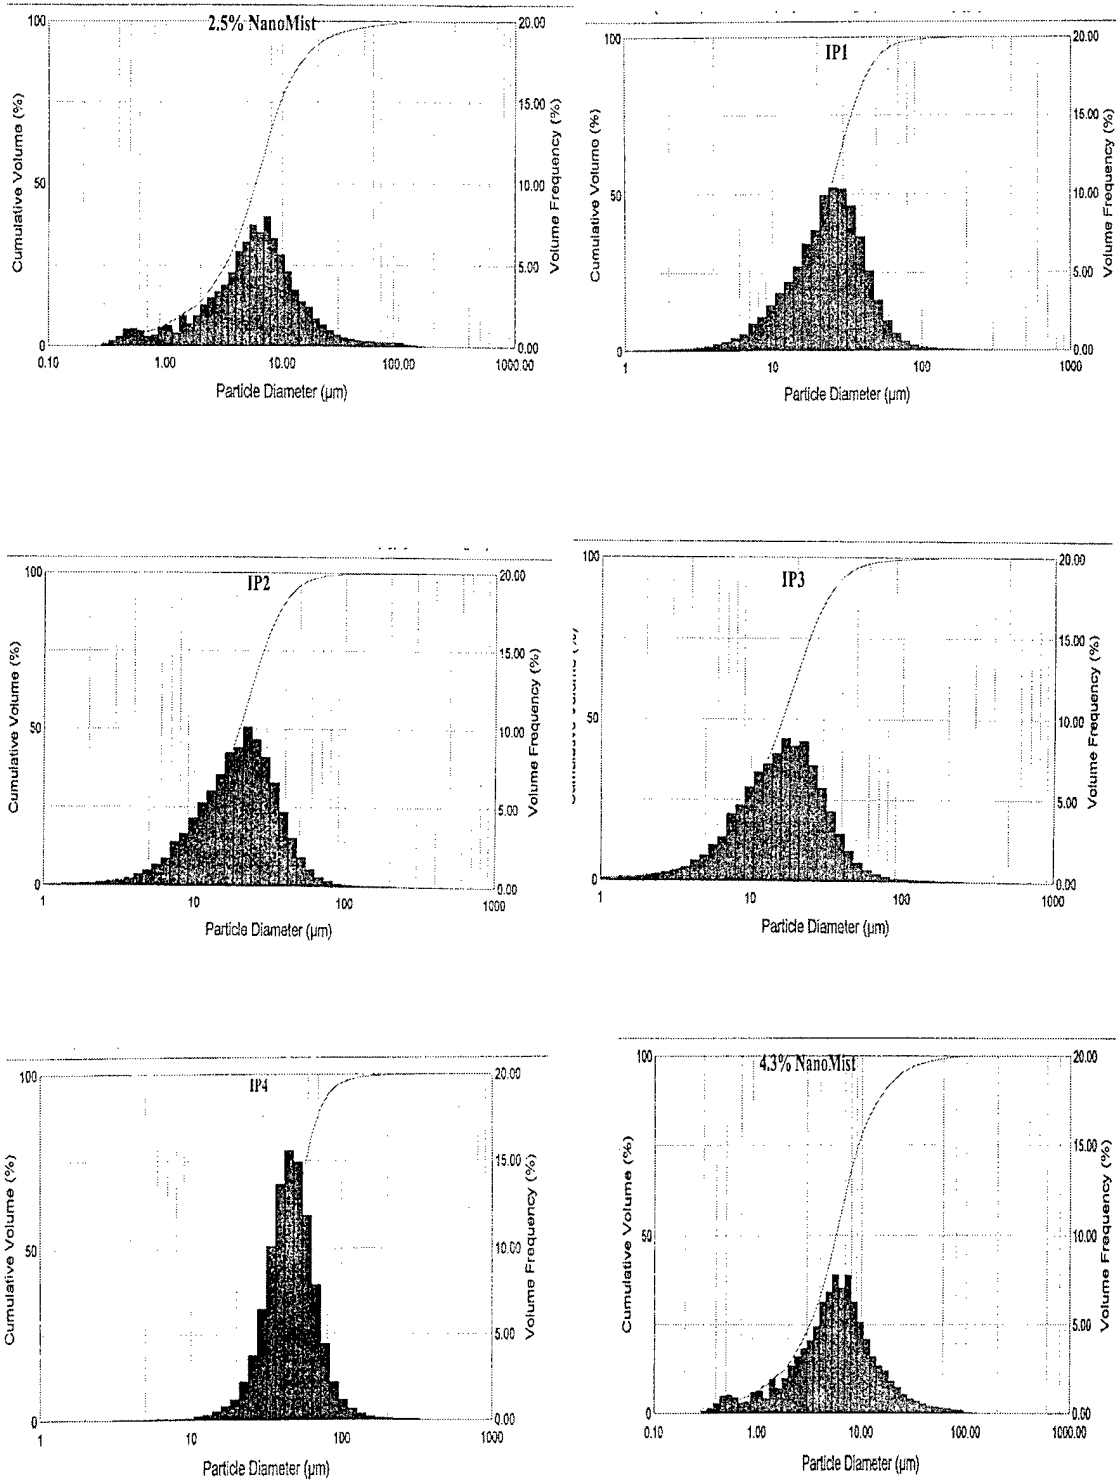 2.5% NanoMist
100
50
0
Cumulative Volume (%)
20.00
15.00
10.00
5.00
0.00
Volume Frequency (%)
0.10 1.00 10.00 100.00 1000.00
Particle Diameter (µm)
IP1
100
50
0
Cumulative Volume (%)
20.00
15.00
10.00
5.00
0.00
Volume Frequency (%)
1 10 100 1000
Particle Diameter (µm)
IP2
100
50
0
Cumulative Volume (%)
20.00
15.00
10.00
5.00
0.00
Volume Frequency (%)
1 10 100 1000
Particle Diameter (µm)
IP3
100
50
0
Cumulative Volume (%)
20.00
15.00
10.00
5.00
0.00
Volume Frequency (%)
1 10 100 1000
Particle Diameter (µm)
IP4
100
50
0
Cumulative Volume (%)
20.00
15.00
10.00
5.00
0.00
Volume Frequency (%)
1 10 100 1000
Particle Diameter (µm)
4.3% NanoMist
100
50
0
Cumulative Volume (%)
20.00
15.00
10.00
5.00
0.00
Volume Frequency (%)
0.10 1.00 10.00 100.00 1000.00
Particle Diameter (µm)